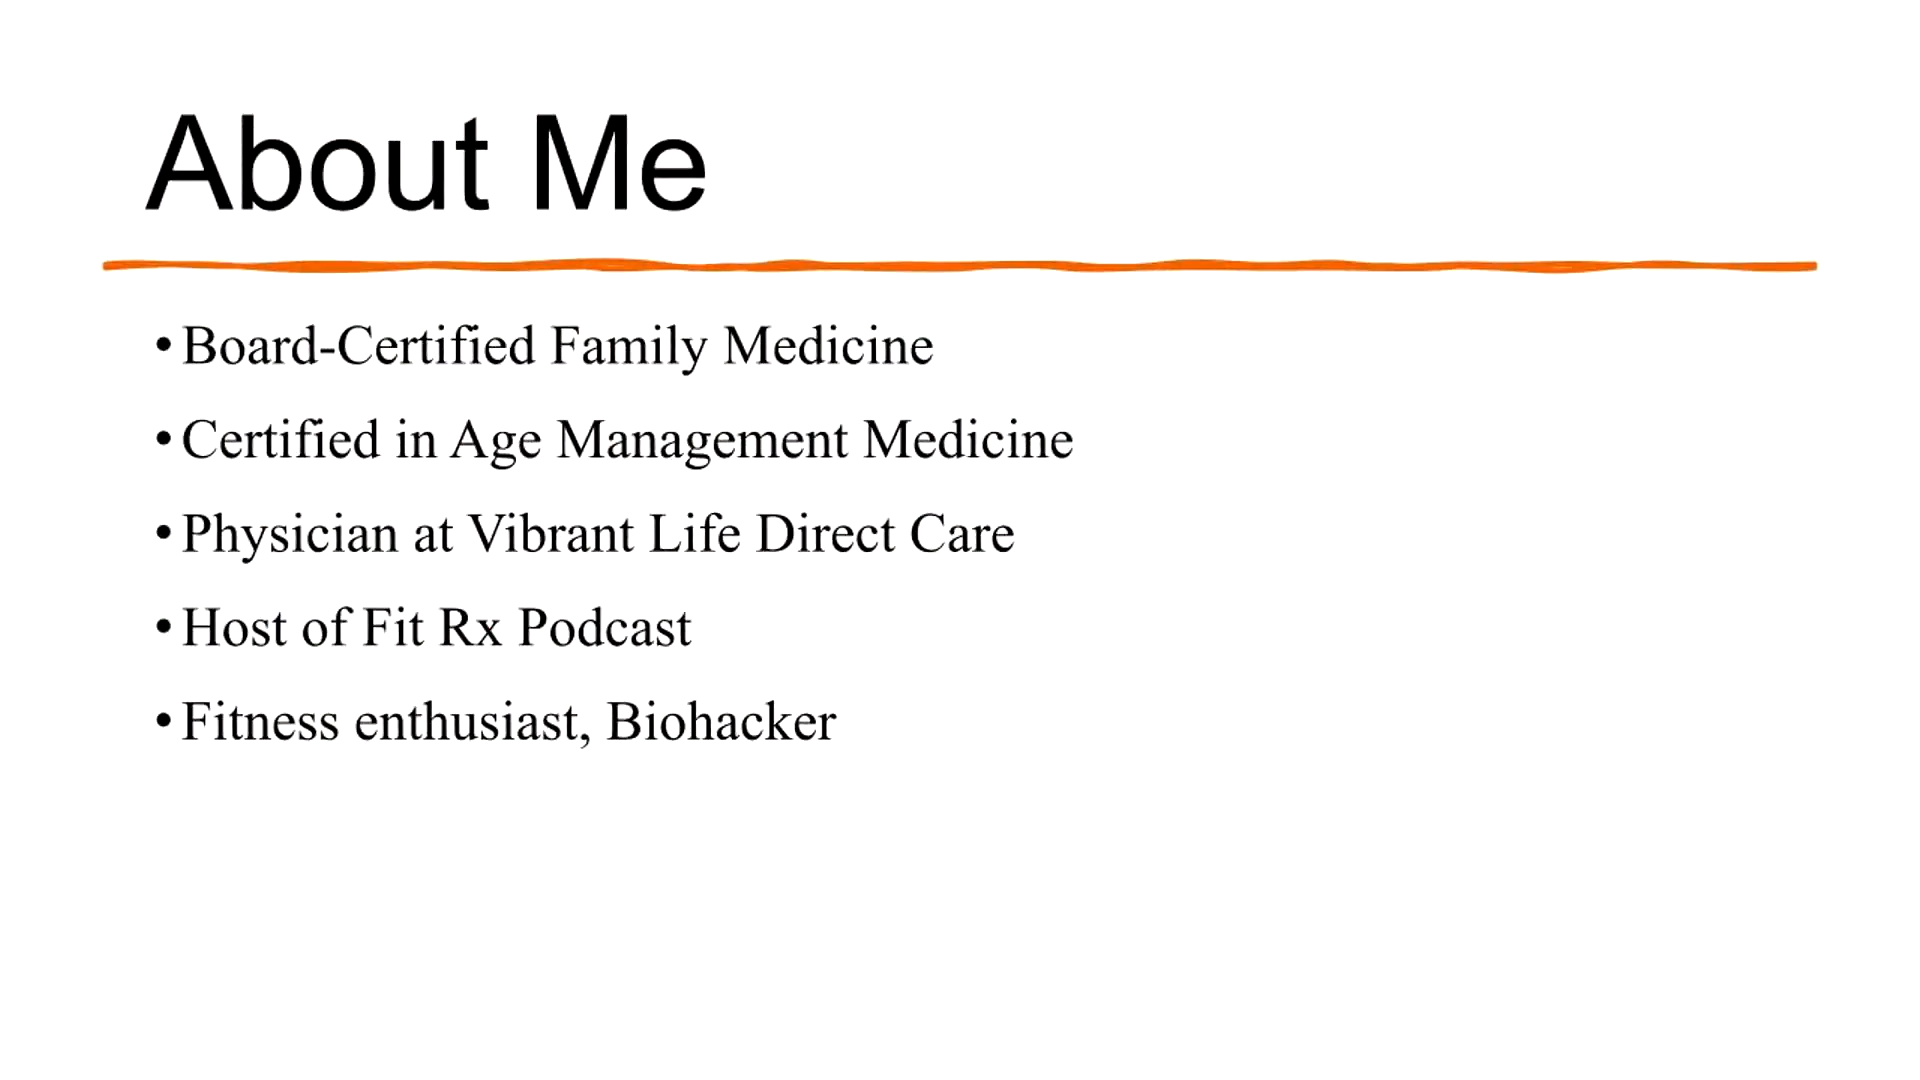 About Me
• Board-Certified Family Medicine
• Certified in Age Management Medicine
• Physician at Vibrant Life Direct Care
• Host of Fit Rx Podcast
• Fitness enthusiast, Biohacker